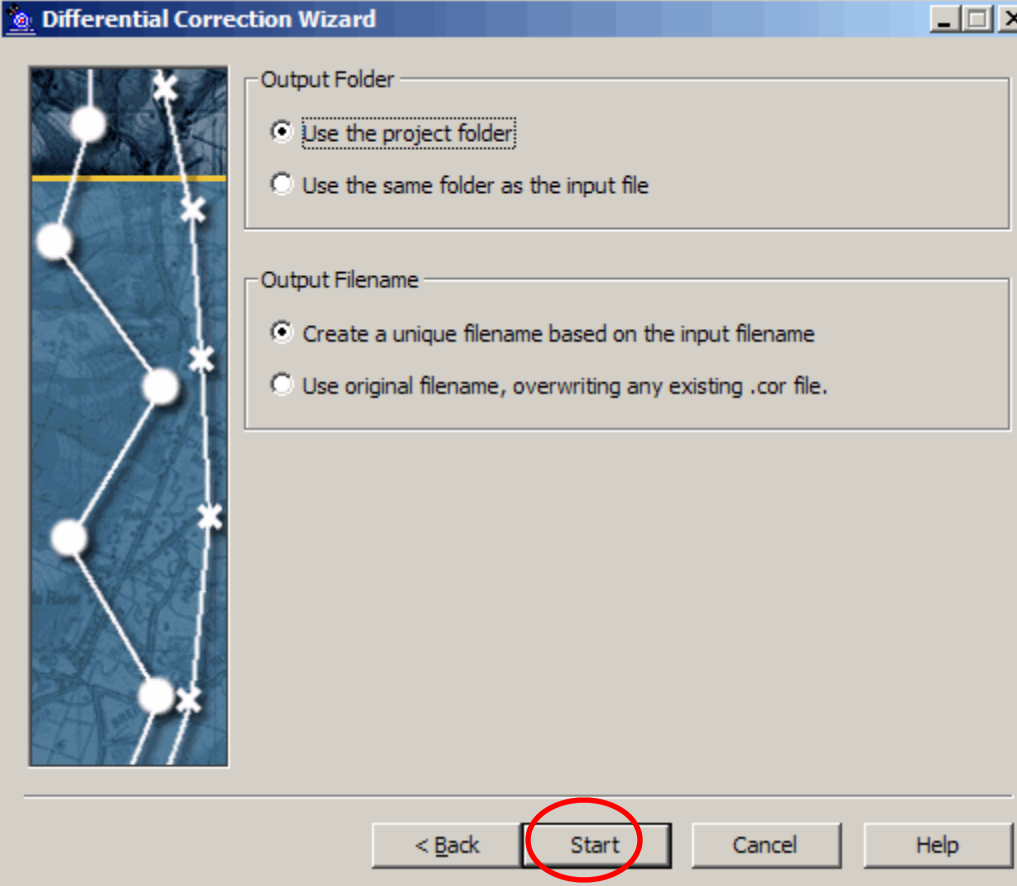 Differential Correction Wizard
Output Folder
Use the project folder
Use the same folder as the input file
Output Filename
Create a unique filename based on the input filename
Use original filename, overwriting any existing .cor file.
< Back Start Cancel Help